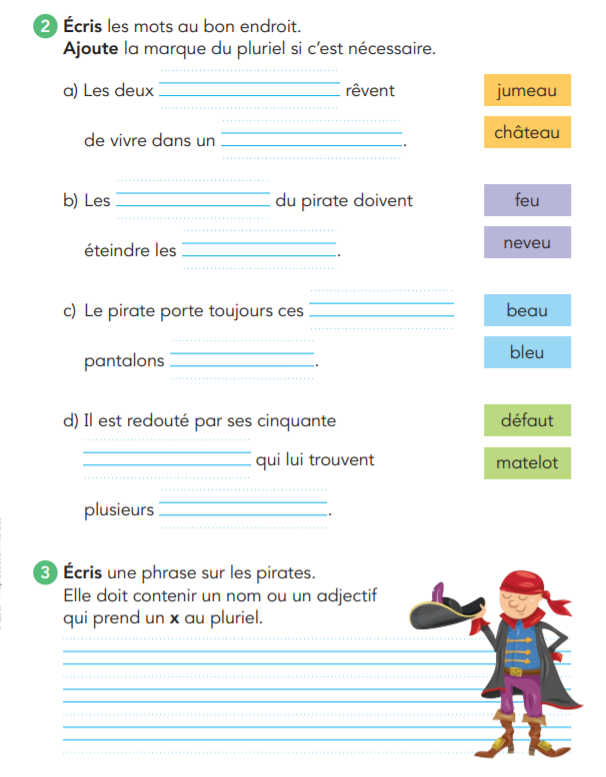 2 Écris les mots au bon endroit.
Ajoute la marque du pluriel si c'est nécessaire.
a) Les deux rêvent
de vivre dans un .
jumeau
château
b) Les du pirate doivent
éteindre les .
feu
neveu
c) Le pirate porte toujours ces
pantalons .
beau
bleu
d) Il est redouté par ses cinquante
qui lui trouvent
plusieurs .
défaut
matelot
3 Écris une phrase sur les pirates.
Elle doit contenir un nom ou un adjectif
qui prend un x au pluriel.